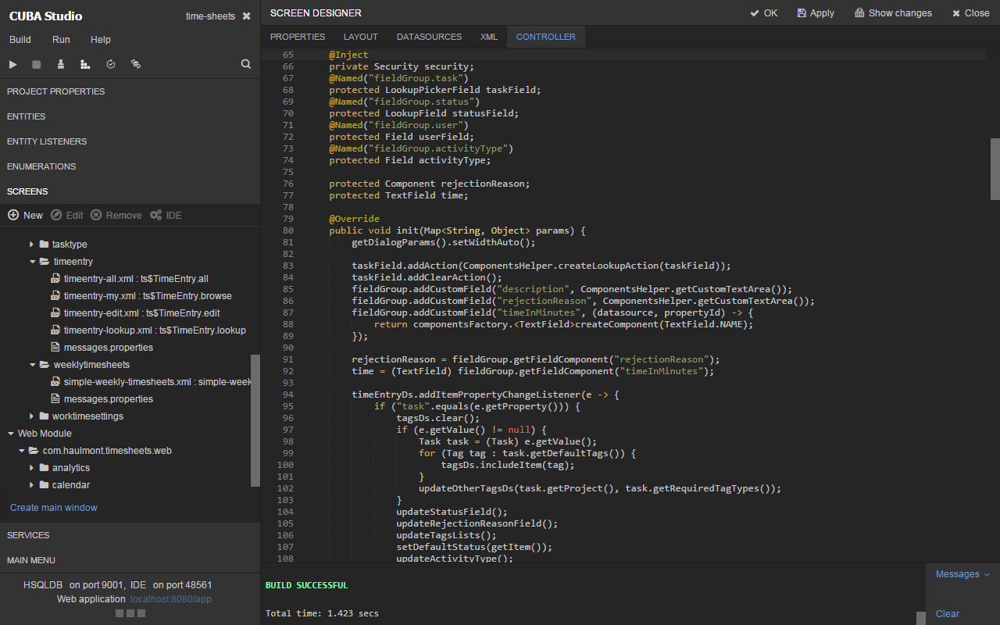 CUBA Studio
time-sheets
Build Run Help
PROJECT PROPERTIES
ENTITIES
ENTITY LISTENERS
ENUMERATIONS
SCREENS
New Edit Remove IDE
tasktype
timeentry
timeentry-all.xml : ts$TimeEntry.all
timeentry-my.xml : ts$TimeEntry.browse
timeentry-edit.xml : ts$TimeEntry.edit
timeentry-lookup.xml : ts$TimeEntry.lookup
messages.properties
weeklytimesheets
simple-weekly-timesheets.xml : simple-week
messages.properties
worktimesettings
Web Module
com.haulmont.timesheets.web
analytics
calendar
Create main window
SERVICES
MAIN MENU
HSQLDB on port 9001, IDE on port 48561
Web application localhost:8080/app
SCREEN DESIGNER
OK Apply Show changes Close
PROPERTIES LAYOUT DATASOURCES XML CONTROLLER
65 @Inject
66 private Security security;
67 @Named("fieldGroup.task")
68 protected LookupPickerField taskField;
69 @Named("fieldGroup.status")
70 protected LookupField statusField;
71 @Named("fieldGroup.user")
72 protected Field userField;
73 @Named("fieldGroup.activityType")
74 protected Field activityType;
75
76 protected Component rejectionReason;
77 protected TextField time;
78
79 @Override
80 public void init(Map<String, Object> params) {
81 getDialogParams().setWidthAuto();
82
83 taskField.addAction(ComponentsHelper.createLookupAction(taskField));
84 taskField.addClearAction();
85 fieldGroup.addCustomField("description", ComponentsHelper.getCustomTextArea());
86 fieldGroup.addCustomField("rejectionReason", ComponentsHelper.getCustomTextArea());
87 fieldGroup.addCustomField("timeInMinutes", (datasource, propertyId) -> {
88 return componentsFactory.<TextField>createComponent(TextField.NAME);
89 });
90
91 rejectionReason = fieldGroup.getFieldComponent("rejectionReason");
92 time = (TextField) fieldGroup.getFieldComponent("timeInMinutes");
93
94 timeEntryDs.addItemPropertyChangeListener(e -> {
95 if ("task".equals(e.getProperty())) {
96 tagsDs.clear();
97 if (e.getValue() != null) {
98 Task task = (Task) e.getValue();
99 for (Tag tag : task.getDefaultTags()) {
100 tagsDs.includeItem(tag);
101 }
102 updateOtherTagsDs(task.getProject(), task.getRequiredTagTypes());
103 }
104 updateStatusField();
105 updateRejectionReasonField();
106 updateTagsLists();
107 setDefaultStatus(getItem());
108 updateActivityType();
BUILD SUCCESSFUL
Total time: 1.423 secs
Messages
Clear